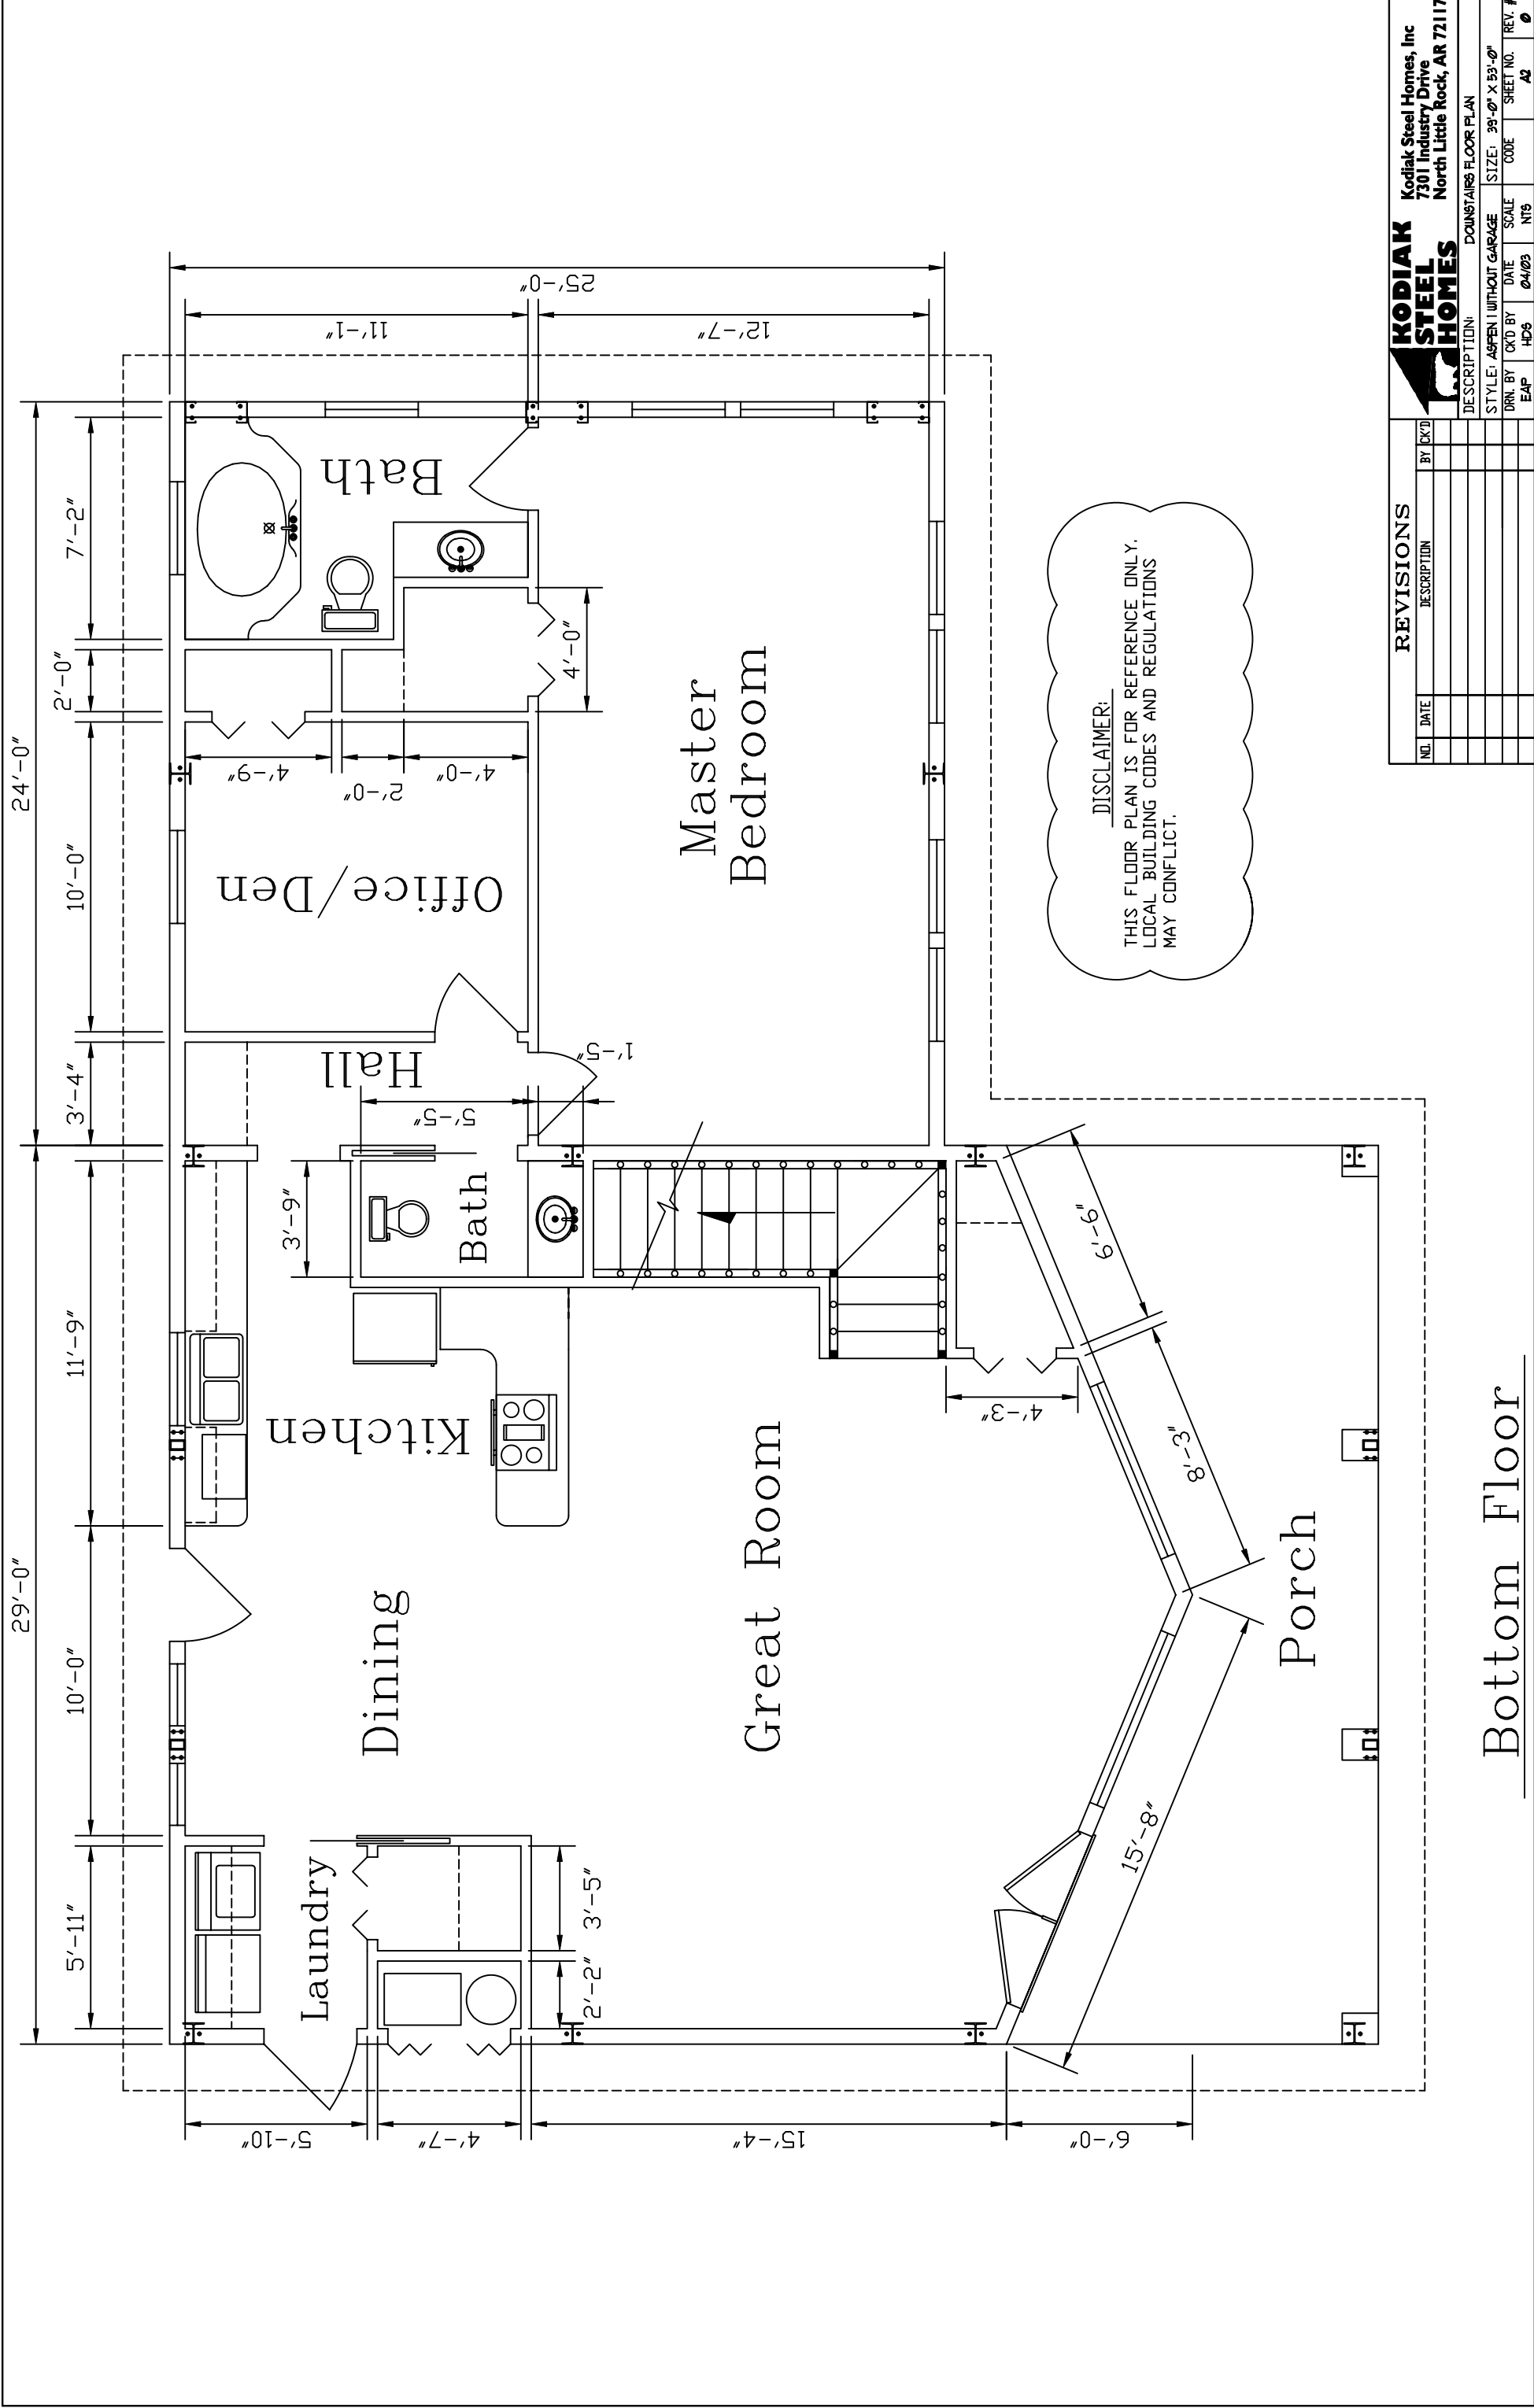 24'-0"
29'-0"
7'-2"
2'-0"
10'-0"
3'-4"
11'-9"
10'-0"
5'-11"
25'-0"
11'-1"
12'-7"
Bath
4'-0"
4'-9"
2'-0"
4'-0"
Office/Den
Master
Bedroom
Hall
5'-5"
1'-5"
3'-9"
Bath
Kitchen
Dining
Great Room
Laundry
3'-5"
2'-2"
5'-10"
4'-7"
15'-4"
6'-0"
4'-3"
6'-6"
8'-3"
15'-8"
Porch
Bottom Floor
DISCLAIMER:
THIS FLOOR PLAN IS FOR REFERENCE ONLY.
LOCAL BUILDING CODES AND REGULATIONS
MAY CONFLICT.
REVISIONS
NO. DATE DESCRIPTION BY CK'D
KODIAK
STEEL
HOMES
Kodiak Steel Homes, Inc
7301 Industry Drive
North Little Rock, AR 72117
DESCRIPTION: DOWNSTAIRS FLOOR PLAN
STYLE: ASPEN I WITHOUT GARAGE SIZE: 39'-0" X 53'-0"
DRN. BY CK'D BY DATE SCALE CODE SHEET NO. REV. #
EAP HDS 04/03 NTS A2 0